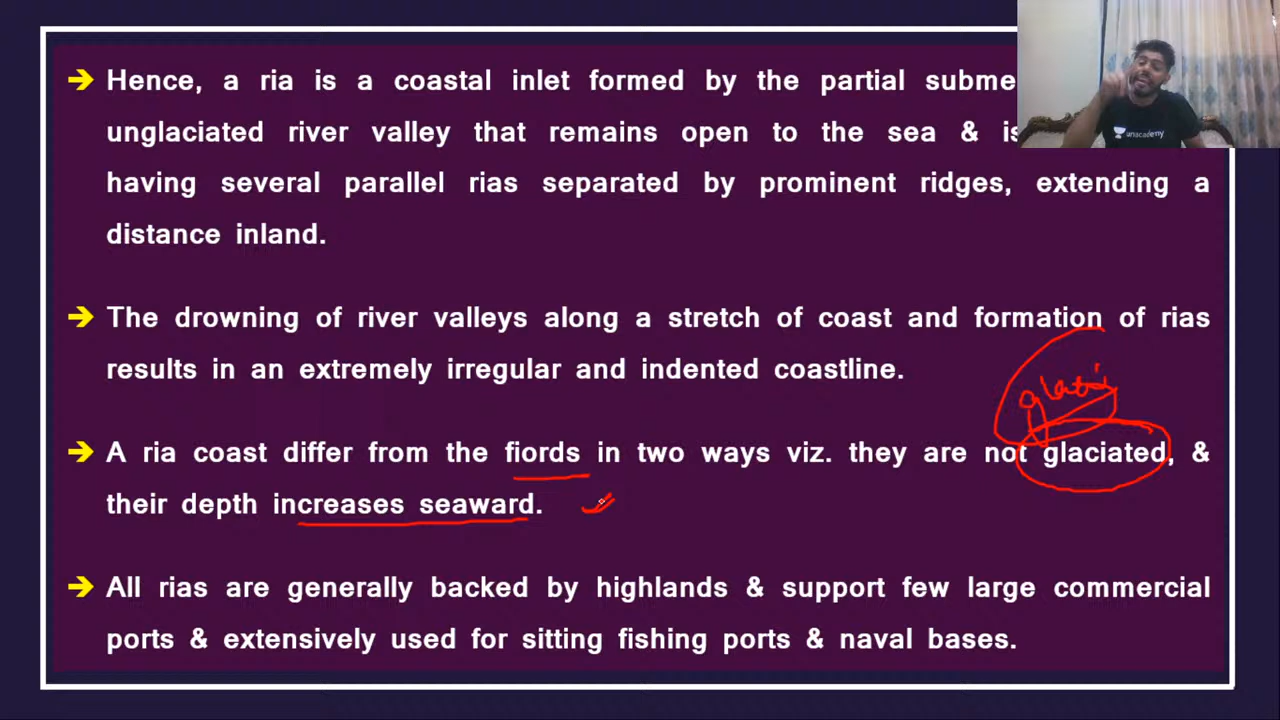 ➔ Hence, a ria is a coastal inlet formed by the partial subme
unglaciated river valley that remains open to the sea & is
having several parallel rias separated by prominent ridges, extending a
distance inland.
➔ The drowning of river valleys along a stretch of coast and formation of rias
results in an extremely irregular and indented coastline.
➔ A ria coast differ from the fiords in two ways viz. they are not glaciated, &
their depth increases seaward.
➔ All rias are generally backed by highlands & support few large commercial
ports & extensively used for sitting fishing ports & naval bases.
unacademy